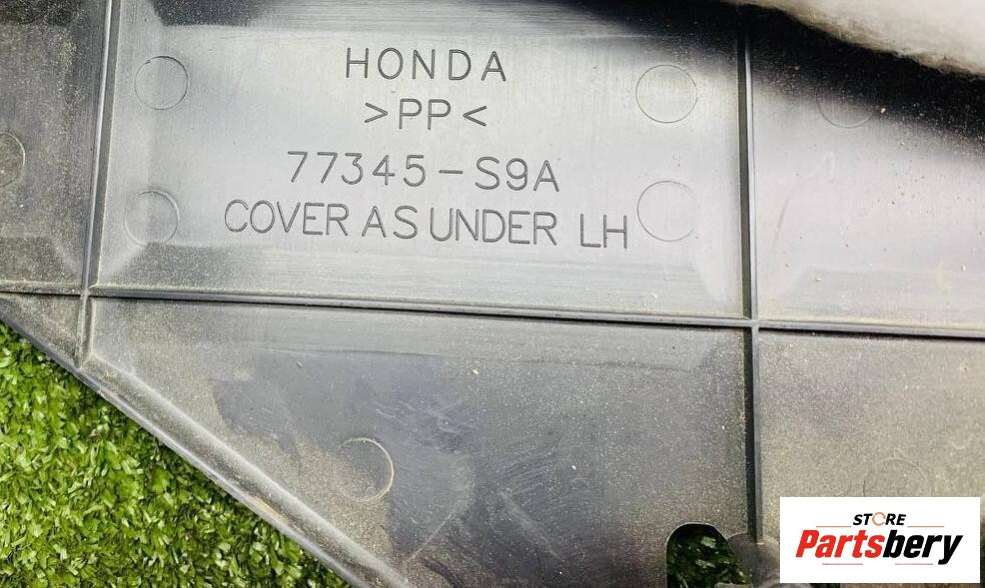 HONDA
>PP<
77345-S9A
COVER AS UNDER LH
STORE
Partsbery